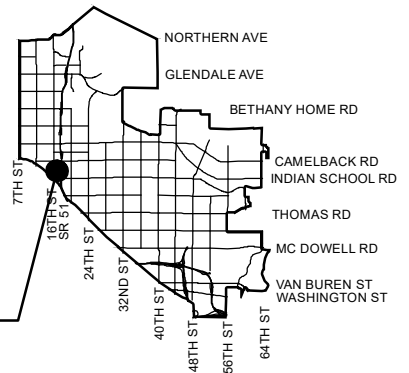 NORTHERN AVE
GLENDALE AVE
BETHANY HOME RD
CAMELBACK RD
INDIAN SCHOOL RD
THOMAS RD
MC DOWELL RD
VAN BUREN ST
WASHINGTON ST
7TH ST
16TH ST
SR 51
24TH ST
32ND ST
40TH ST
48TH ST
56TH ST
64TH ST